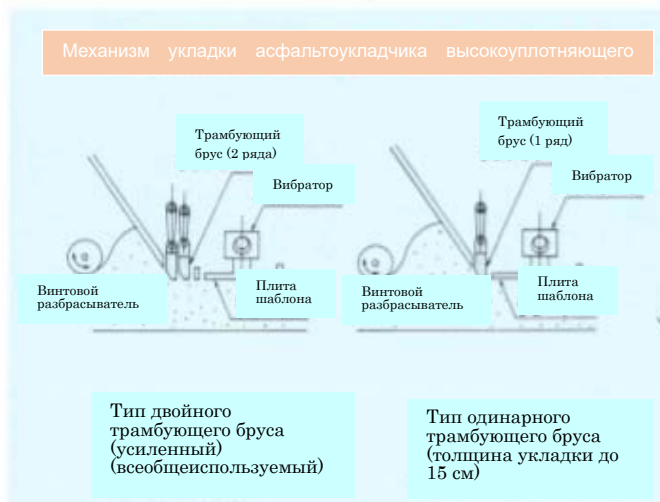 Механизм укладки асфальтоукладчика высокоуплотняющего
Трамбующий
брус (2 ряда)
Вибратор
Винтовой
разбрасыватель
Плита
шаблона
Трамбующий
брус (1 ряд)
Вибратор
Винтовой
разбрасыватель
Плита
шаблона
Тип двойного
трамбующего бруса
(усиленный)
(всеобщеиспользуемый)
Тип одинарного
трамбующего бруса
(толщина укладки до
15 см)